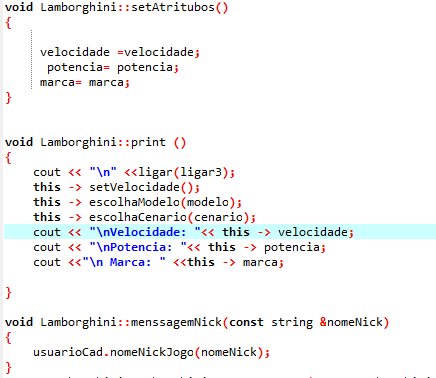 void Lamborghini::setAtritubos()
{
velocidade =velocidade;
potencia= potencia;
marca= marca;
}
void Lamborghini::print ()
{
cout << "\n" <<ligar(ligar3);
this -> setVelocidade();
this -> escolhaModelo(modelo);
this -> escolhaCenario(cenario);
cout << "\nVelocidade: "<< this -> velocidade;
cout << "\nPotencia: "<< this -> potencia;
cout <<"\n Marca: " <<this -> marca;
}
void Lamborghini::menssagemNick(const string &nomeNick)
{
usuarioCad.nomeNickJogo(nomeNick);
}